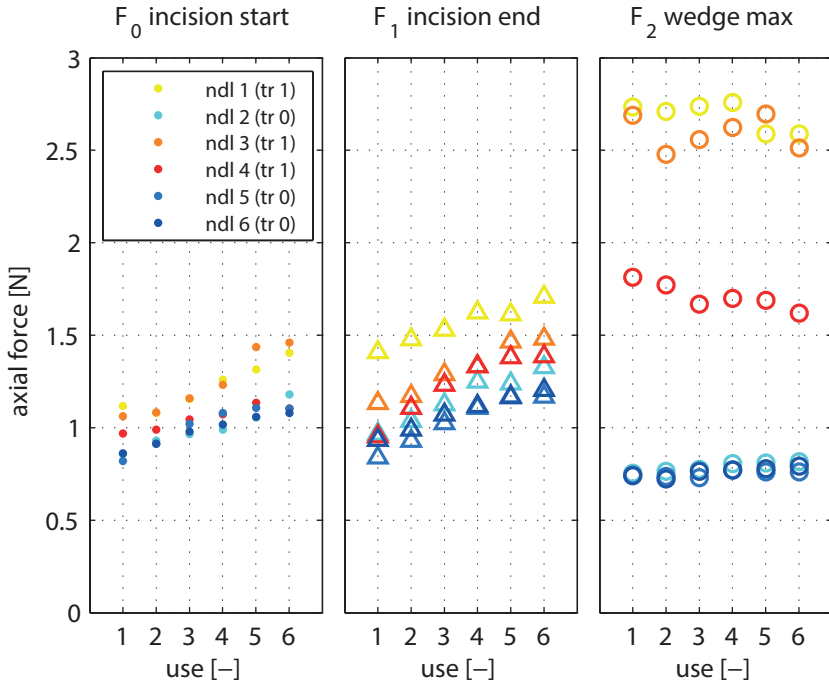 F0 incision start
F1 incision end
F2 wedge max
axial force [N]
3
2.5
2
1.5
1
0.5
0
ndl 1 (tr 1)
ndl 2 (tr 0)
ndl 3 (tr 1)
ndl 4 (tr 1)
ndl 5 (tr 0)
ndl 6 (tr 0)
1 2 3 4 5 6
1 2 3 4 5 6
1 2 3 4 5 6
use [−]
use [−]
use [−]